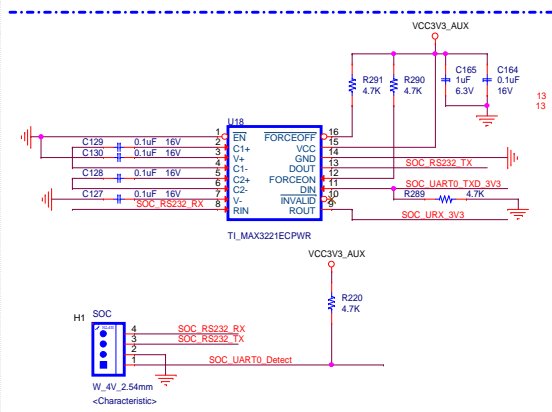 VCC3V3_AUX
R291
4.7K
R290
4.7K
C165
1uF
6.3V
C164
0.1uF
16V
13
13
U18
1 EN FORCEOFF 16
C129 0.1uF 16V 2 C1+ VCC 15
C130 0.1uF 16V 3 V+ GND 14
4 C1- DOUT 13 SOC_RS232_TX
C128 0.1uF 16V 5 C2+ FORCEON 12
6 C2- DIN 11 SOC_UART0_TXD_3V3
C127 0.1uF 16V 7 V- INVALID 10 R289 4.7K
SOC_RS232_RX 8 RIN ROUT 9 SOC_URX_3V3
TI_MAX3221ECPWR
VCC3V3_AUX
R220
4.7K
H1 SOC
4 SOC_RS232_RX
3 SOC_RS232_TX
2
1 SOC_UART0_Detect
W_4V_2.54mm
<Characteristic>